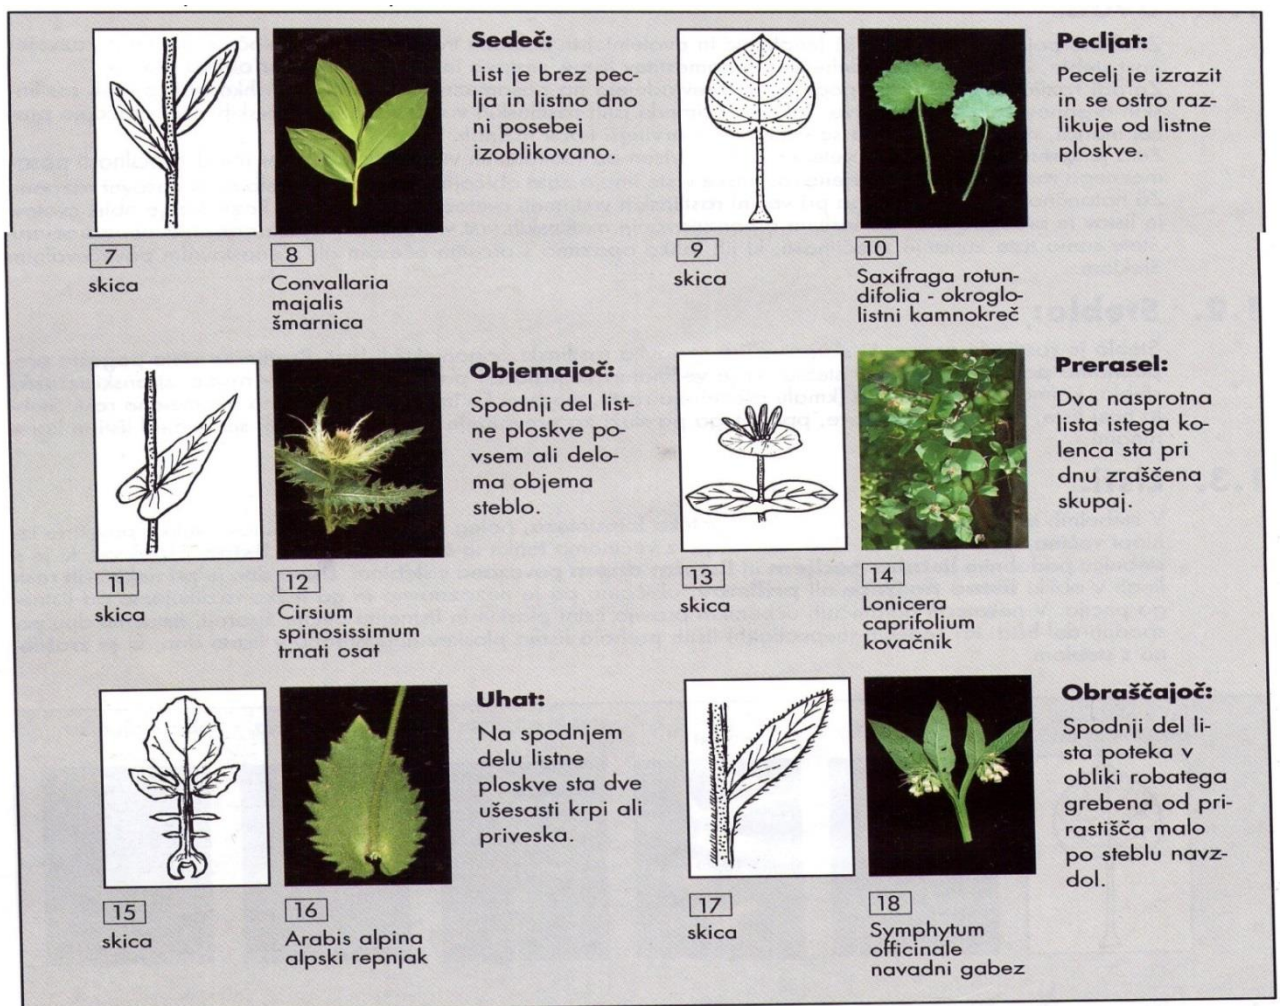 Sedeč:
List je brez pec-
lja in listno dno
ni posebej
izoblikovano.
7
skica
8
Convallaria
majalis
šmarnica
Pecljat:
Pecelj je izrazit
in se ostro raz-
likuje od listne
ploskve.
9
skica
10
Saxifraga rotun-
difolia - okroglo-
listni kamnokreč
Objemajoč:
Spodnji del list-
ne ploskve po-
vsem ali delo-
ma objema
steblo.
11
skica
12
Cirsium
spinosissimum
trnati osat
Prerasel:
Dva nasprotna
lista istega ko-
lenca sta pri
dnu zraščena
skupaj.
13
skica
14
Lonicera
caprifolium
kovačnik
Uhat:
Na spodnjem
delu listne
ploskve sta dve
ušesasti krpi ali
priveska.
15
skica
16
Arabis alpina
alpski repnjak
Obraščajoč:
Spodnji del li-
sta poteka v
obliki robatega
grebena od pri-
rastišča malo
po steblu navz-
dol.
17
skica
18
Symphytum
officinale
navadni gabez